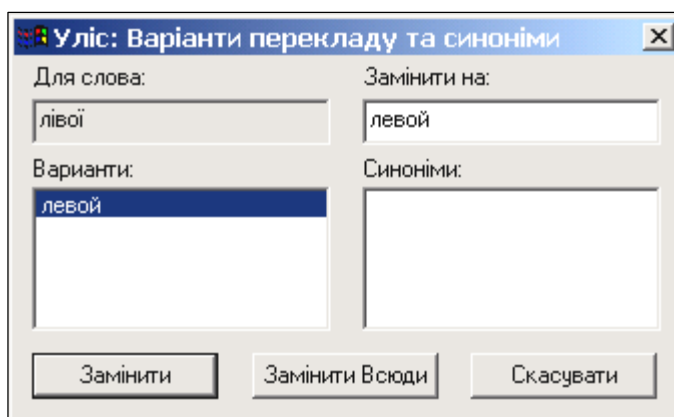 Уліс: Варіанти перекладу та синоніми
Для слова:
Замінити на:
лівої
левой
Варианти:
Синоніми:
левой
Замінити
Замінити Всюди
Скасувати